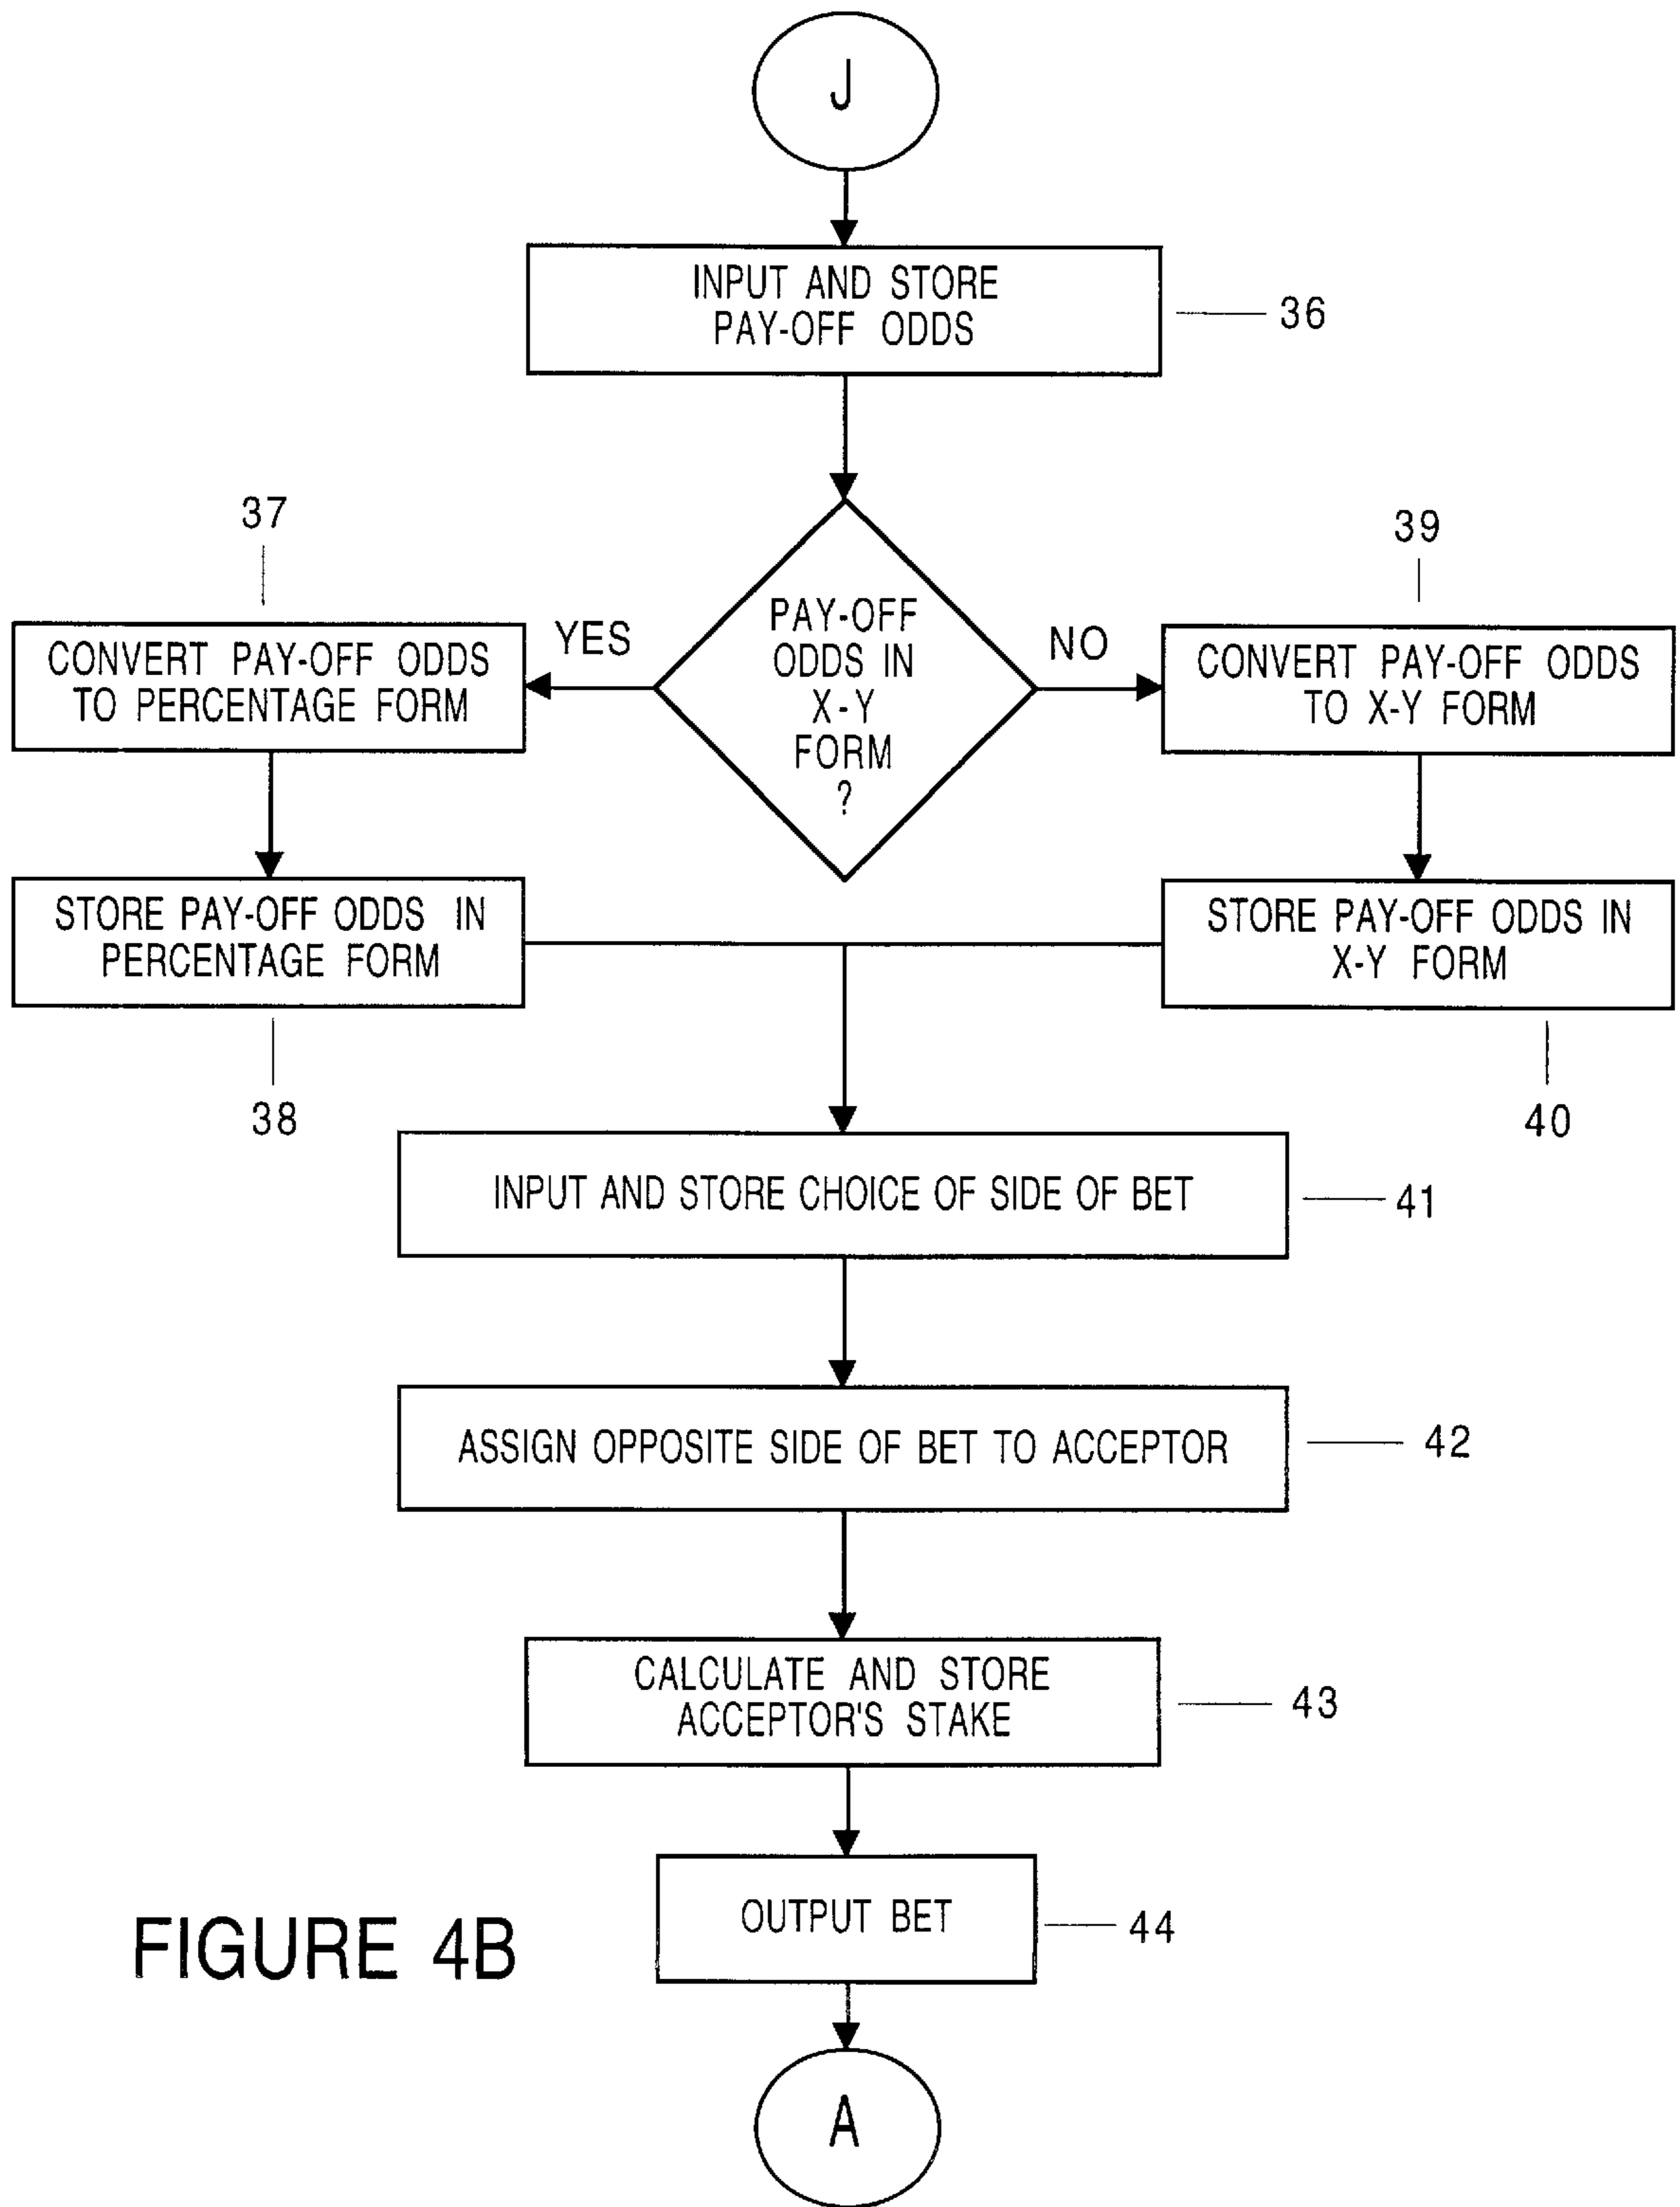 J
INPUT AND STORE
PAY-OFF ODDS
36
37
39
PAY-OFF
ODDS IN
X-Y
FORM
?
YES
NO
CONVERT PAY-OFF ODDS
TO PERCENTAGE FORM
CONVERT PAY-OFF ODDS
TO X-Y FORM
STORE PAY-OFF ODDS IN
PERCENTAGE FORM
STORE PAY-OFF ODDS IN
X-Y FORM
38
40
INPUT AND STORE CHOICE OF SIDE OF BET
41
ASSIGN OPPOSITE SIDE OF BET TO ACCEPTOR
42
CALCULATE AND STORE
ACCEPTOR'S STAKE
43
OUTPUT BET
44
FIGURE 4B
A